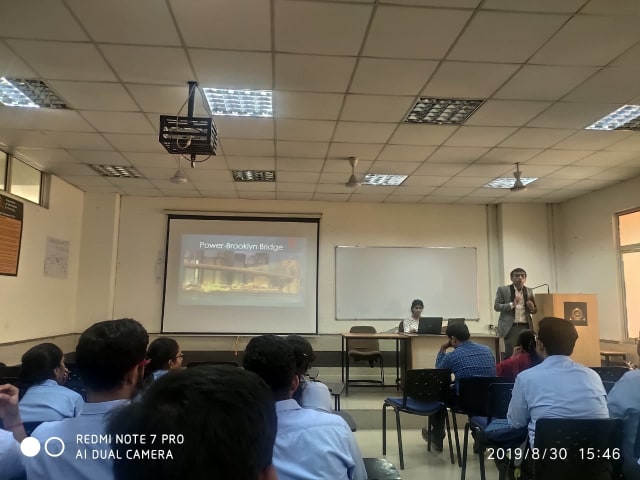 Power-Brooklyn Bridge
REDMI NOTE 7 PRO
AI DUAL CAMERA
2019/8/30 15:46